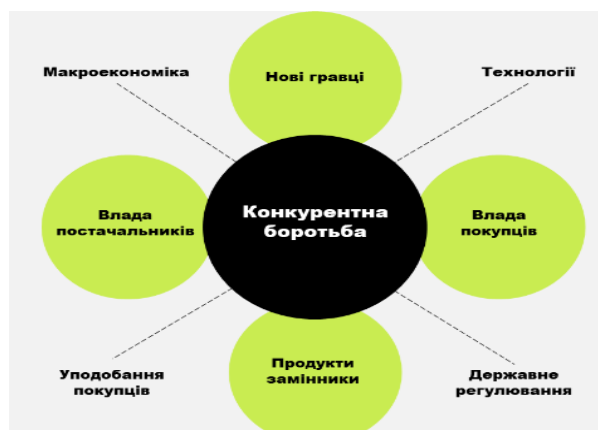 Макроекономіка
Нові гравці
Технології
Влада
постачальників
Конкурентна
боротьба
Влада
покупців
Уподобання
покупців
Продукти
замінники
Державне
регулювання